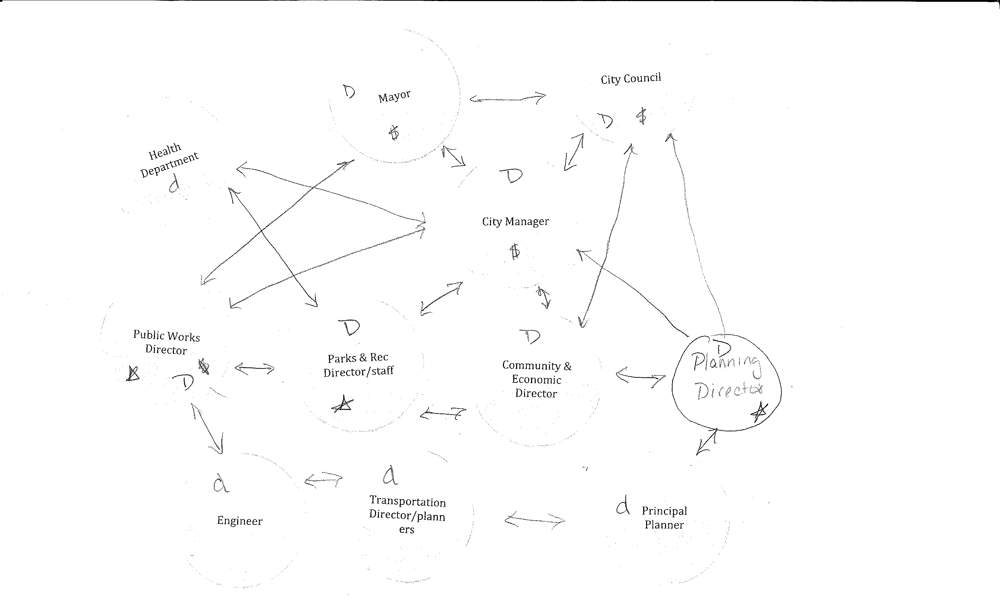 City Council
D
Mayor
D $
$
Health
Department
d
D
City Manager
$
D
D
D
Public Works
Director
$
D
Parks & Rec
Director/staff
Community &
Economic
Director
Planning
Director
d
d
Transportation
Director/plann
ers
Engineer
d Principal
Planner